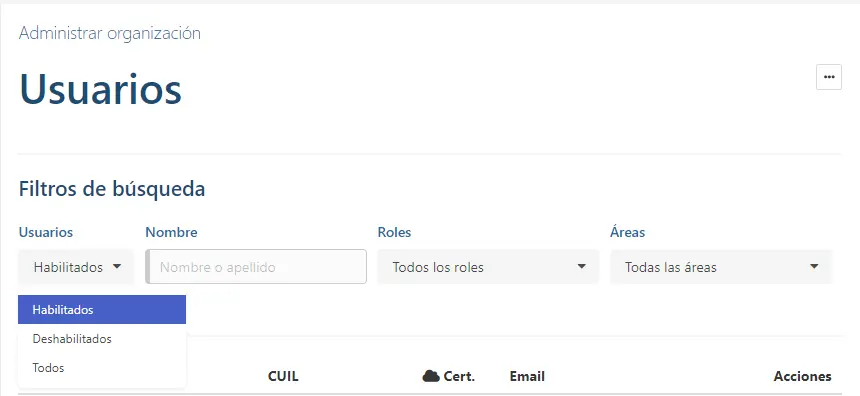 Administrar organización
Usuarios
•••
Filtros de búsqueda
Usuarios Nombre Roles Áreas
Habilitados Nombre o apellido Todos los roles Todas las áreas
Habilitados
Deshabilitados
Todos
CUIL Cert. Email Acciones